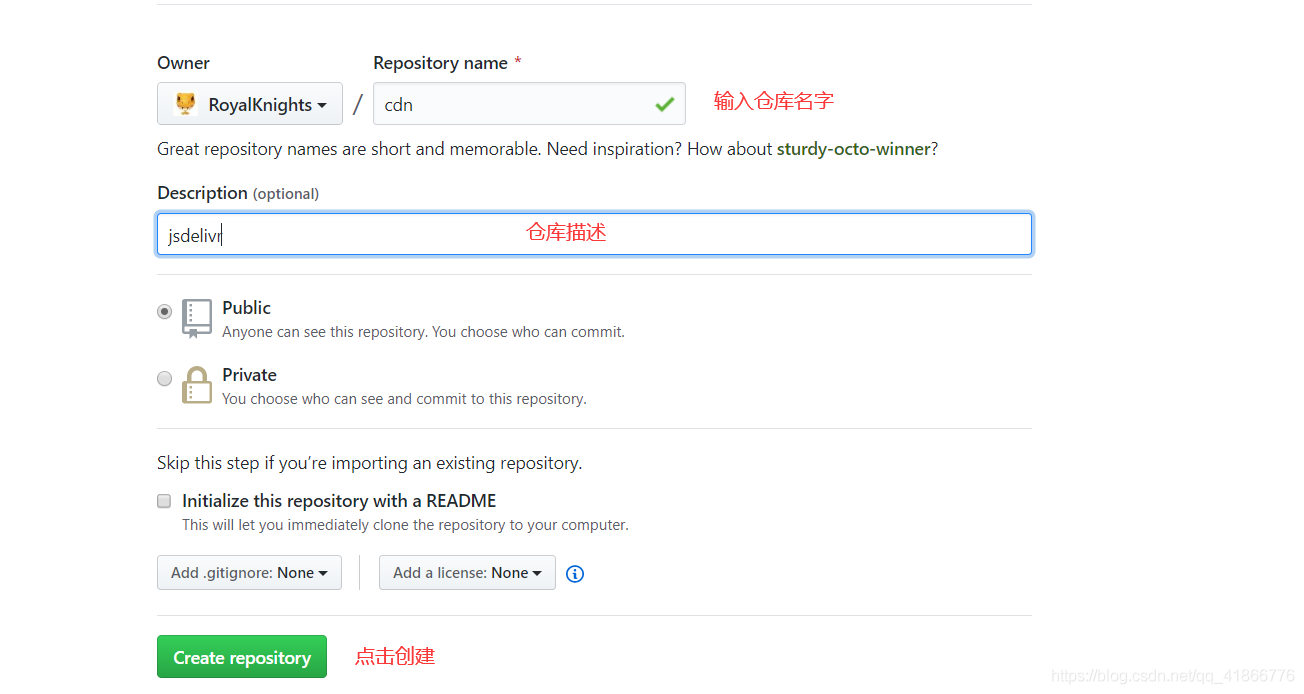 Owner
Repository name *
RoyalKnights / cdn
输入仓库名字
Great repository names are short and memorable. Need inspiration? How about sturdy-octo-winner?
Description (optional)
jsdelivr
仓库描述
Public
Anyone can see this repository. You choose who can commit.
Private
You choose who can see and commit to this repository.
Skip this step if you’re importing an existing repository.
Initialize this repository with a README
This will let you immediately clone the repository to your computer.
Add .gitignore: None
Add a license: None
Create repository
点击创建
https://blog.csdn.net/qq_41866776